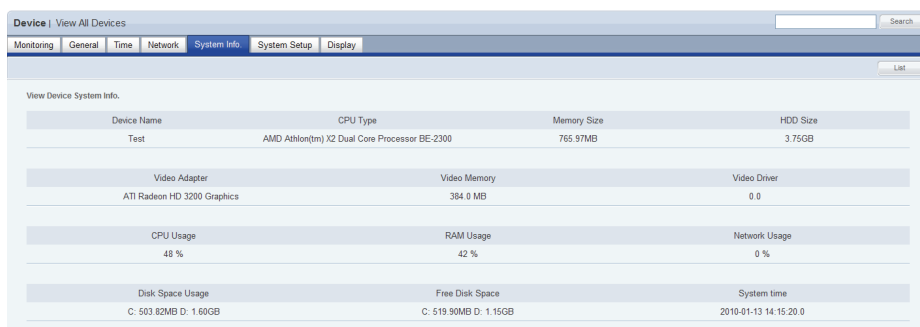 Device | View All Devices
Search
Monitoring General Time Network System Info. System Setup Display
List
View Device System Info.
Device Name CPU Type Memory Size HDD Size
Test AMD Athlon(tm) X2 Dual Core Processor BE-2300 765.97MB 3.75GB
Video Adapter Video Memory Video Driver
ATI Radeon HD 3200 Graphics 384.0 MB 0.0
CPU Usage RAM Usage Network Usage
48 % 42 % 0 %
Disk Space Usage Free Disk Space System time
C: 503.82MB D: 1.60GB C: 519.90MB D: 1.15GB 2010-01-13 14:15:20.0